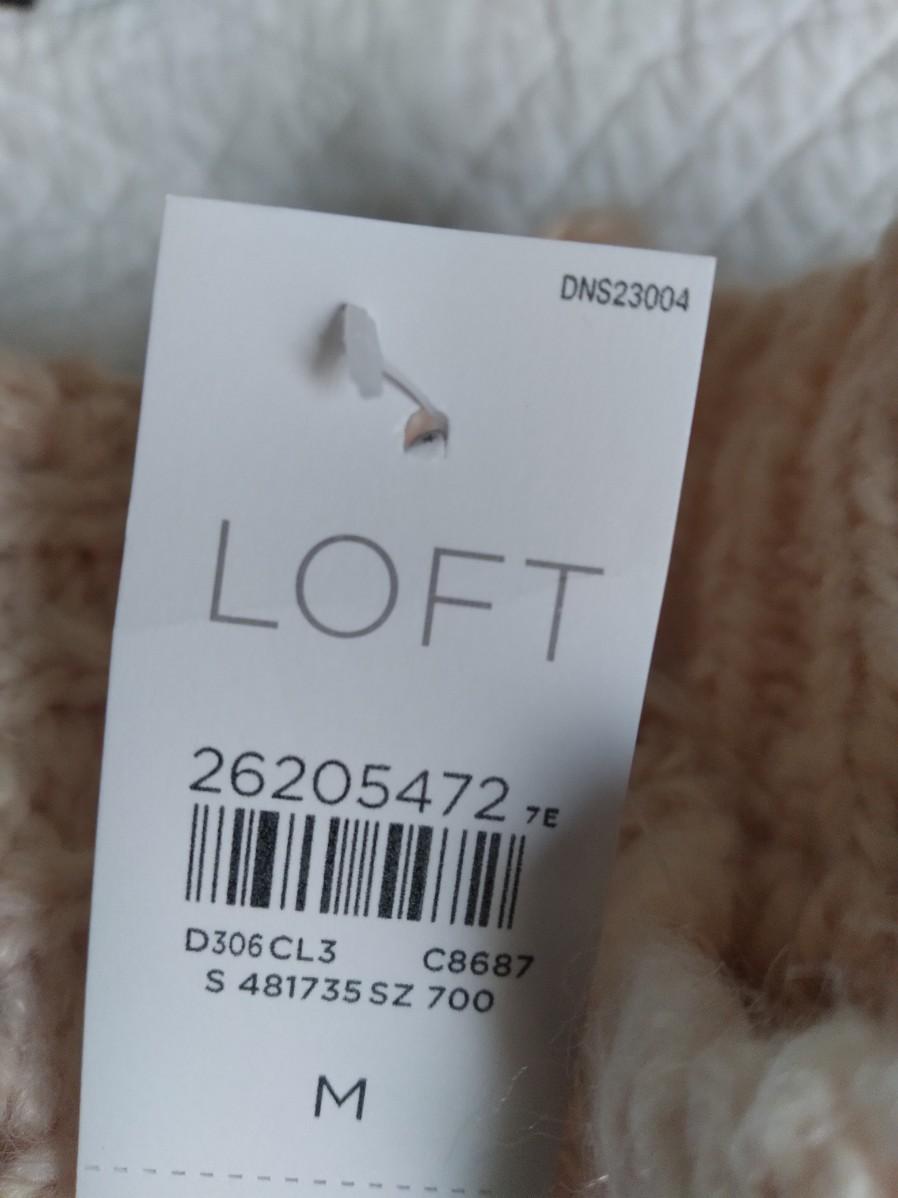 DNS23004
LOFT
26205472 7E
D306 CL3 C8687
S 481735 SZ 700
M